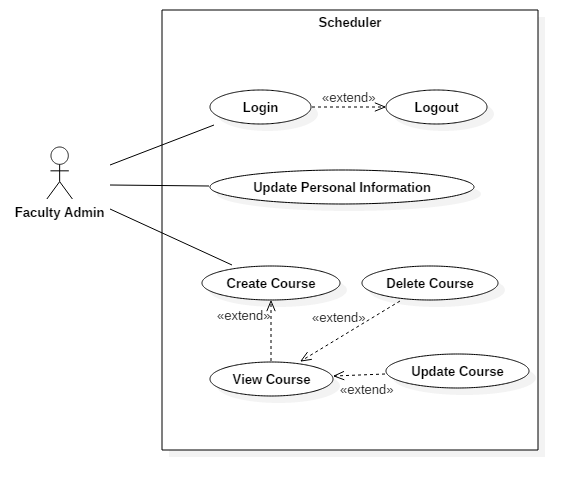 Scheduler
«extend»
Login
Logout
Update Personal Information
Faculty Admin
Create Course
Delete Course
«extend»
«extend»
View Course
Update Course
«extend»